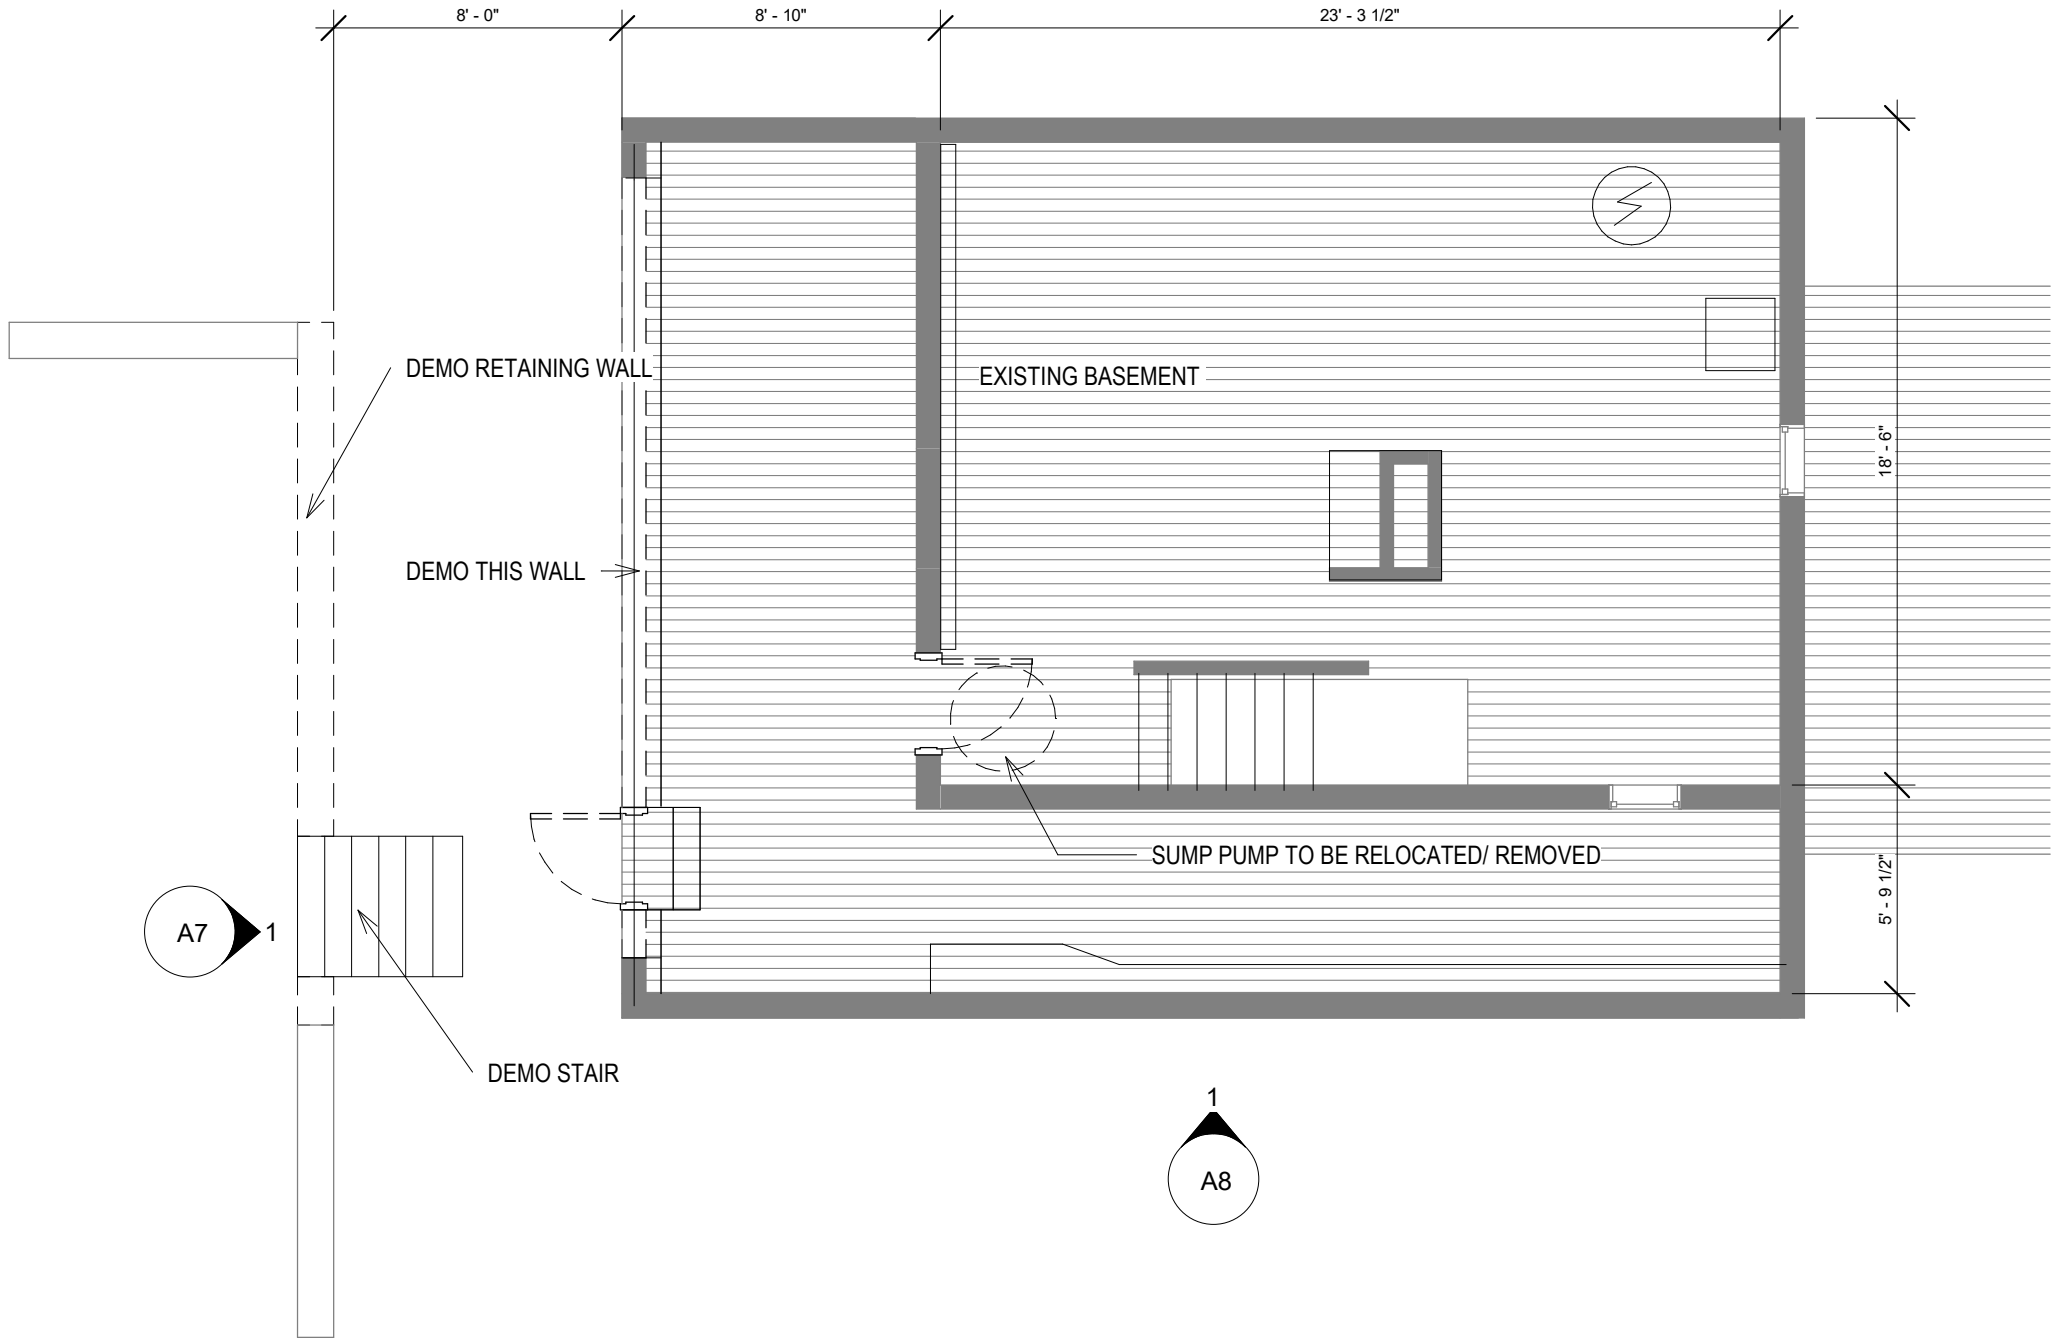 8' - 0"
8' - 10"
23' - 3 1/2"
DEMO RETAINING WALL
EXISTING BASEMENT
18' - 6"
DEMO THIS WALL
SUMP PUMP TO BE RELOCATED/ REMOVED
5' - 9 1/2"
A7
1
DEMO STAIR
1
A8